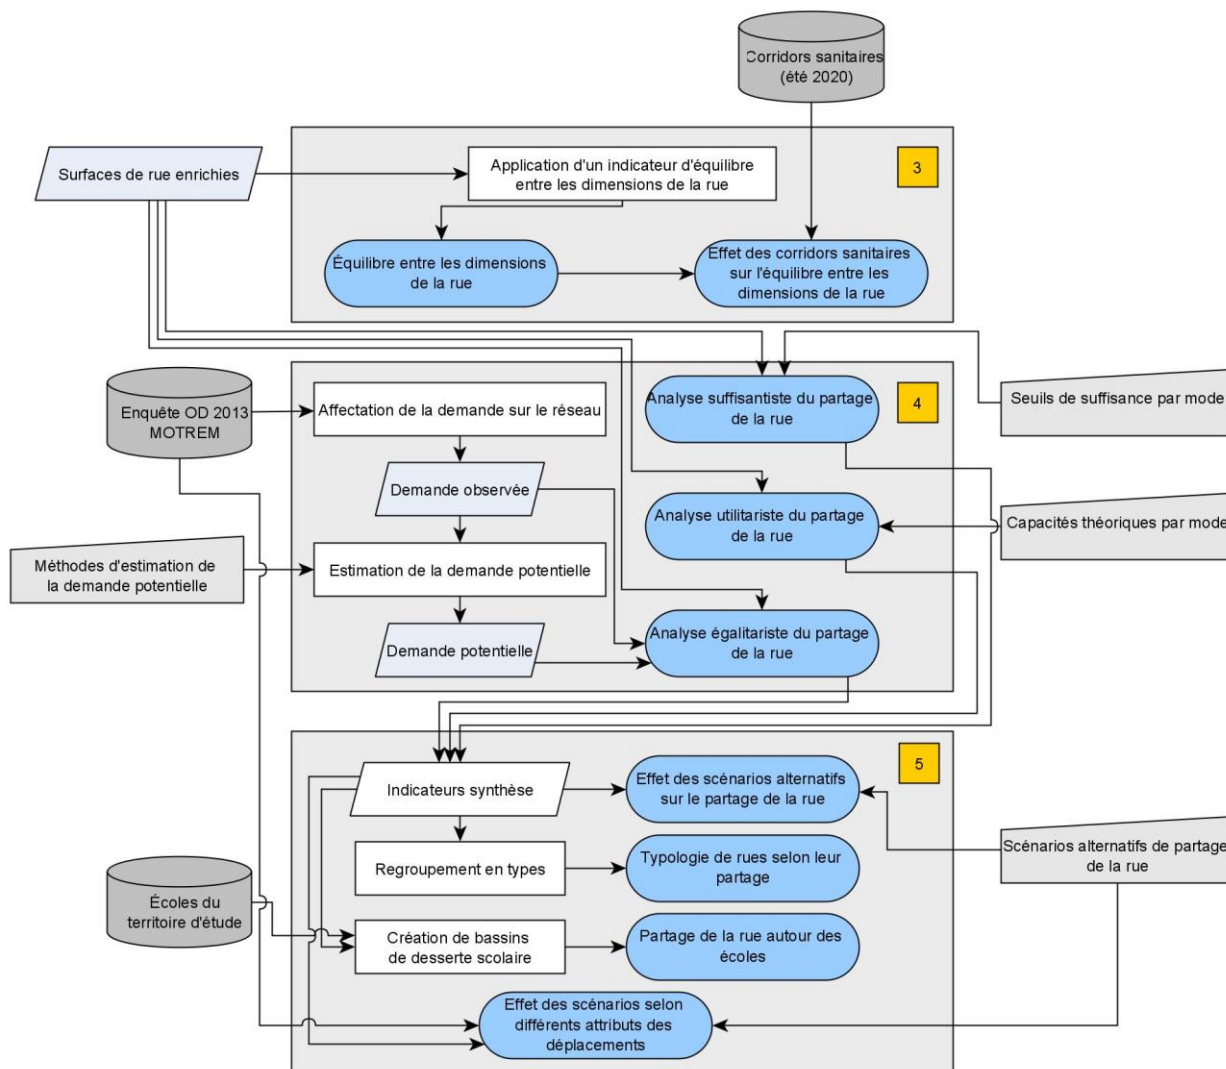 Corridors sanitaires
(été 2020)
Surfaces de rue enrichies
Application d'un indicateur d'équilibre
entre les dimensions de la rue
3
Équilibre entre les dimensions
de la rue
Effet des corridors sanitaires
sur l'équilibre entre les
dimensions de la rue
Enquête OD 2013
MOTREM
Affectation de la demande sur le réseau
Analyse suffisantiste du partage
de la rue
4
Seuils de suffisance par mode
Demande observée
Analyse utilitariste du partage
de la rue
Capacités théoriques par mode
Méthodes d'estimation de
la demande potentielle
Estimation de la demande potentielle
Demande potentielle
Analyse égalitariste du partage
de la rue
5
Indicateurs synthèse
Effet des scénarios alternatifs
sur le partage de la rue
Regroupement en types
Typologie de rues selon leur
partage
Scénarios alternatifs de partage
de la rue
Écoles du
territoire d'étude
Création de bassins
de desserte scolaire
Partage de la rue autour des
écoles
Effet des scénarios selon
différents attributs des
déplacements